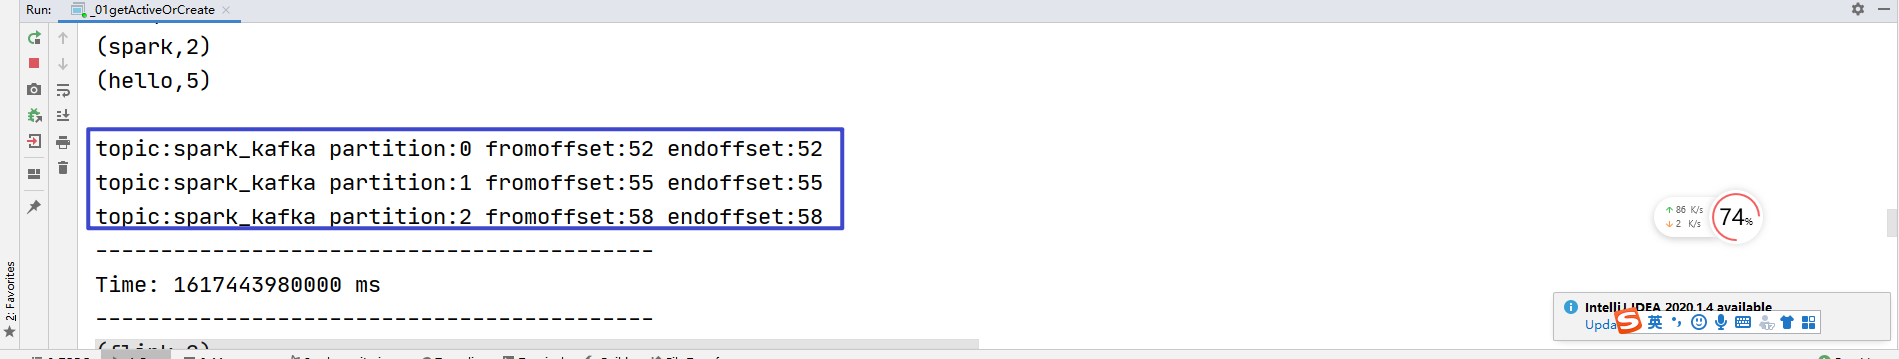 Run: _01getActiveOrCreate
(spark,2)
(hello,5)
topic:spark_kafka partition:0 fromoffset:52 endoffset:52
topic:spark_kafka partition:1 fromoffset:55 endoffset:55
topic:spark_kafka partition:2 fromoffset:58 endoffset:58
-------------------------------------------
Time: 1617443980000 ms
-------------------------------------------
2: Favorites
86 K/s
2 K/s
74%
IntelliJ IDEA 2020.1.4 available
英